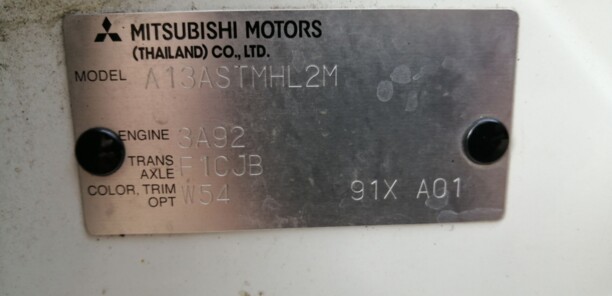 MITSUBISHI MOTORS
(THAILAND) CO., LTD.
MODEL A13ASTMHL2M
ENGINE 3A92
TRANS AXLE F1CJB
COLOR, TRIM OPT W54 91X A01